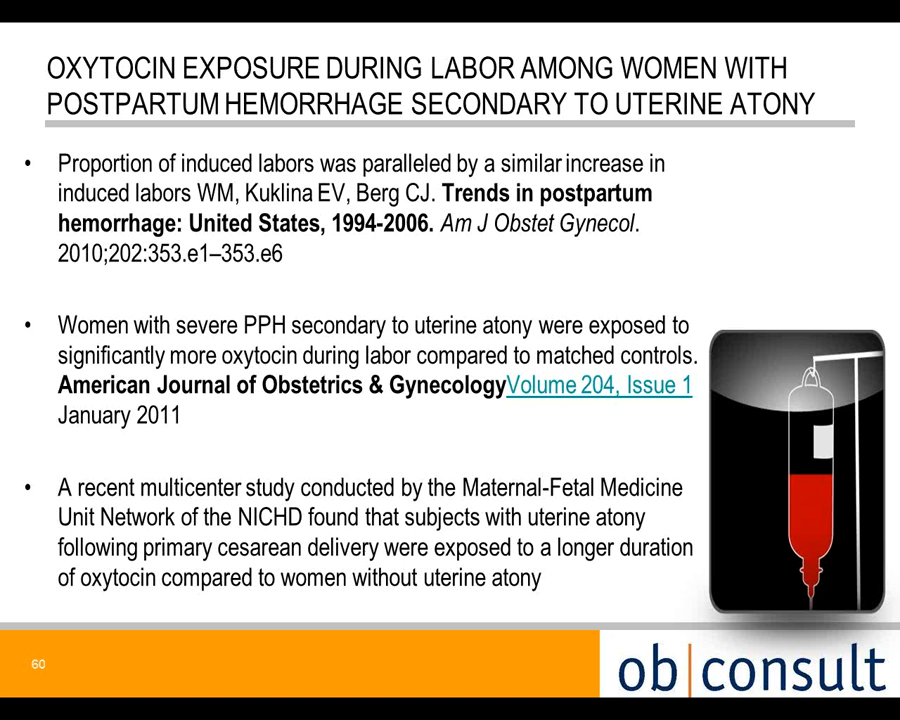 OXYTOCIN EXPOSURE DURING LABOR AMONG WOMEN WITH
POSTPARTUM HEMORRHAGE SECONDARY TO UTERINE ATONY
• Proportion of induced labors was paralleled by a similar increase in
induced labors WM, Kuklina EV, Berg CJ. Trends in postpartum
hemorrhage: United States, 1994-2006. Am J Obstet Gynecol.
2010;202:353.e1–353.e6
• Women with severe PPH secondary to uterine atony were exposed to
significantly more oxytocin during labor compared to matched controls.
American Journal of Obstetrics & GynecologyVolume 204, Issue 1
January 2011
• A recent multicenter study conducted by the Maternal-Fetal Medicine
Unit Network of the NICHD found that subjects with uterine atony
following primary cesarean delivery were exposed to a longer duration
of oxytocin compared to women without uterine atony
60
ob|consult